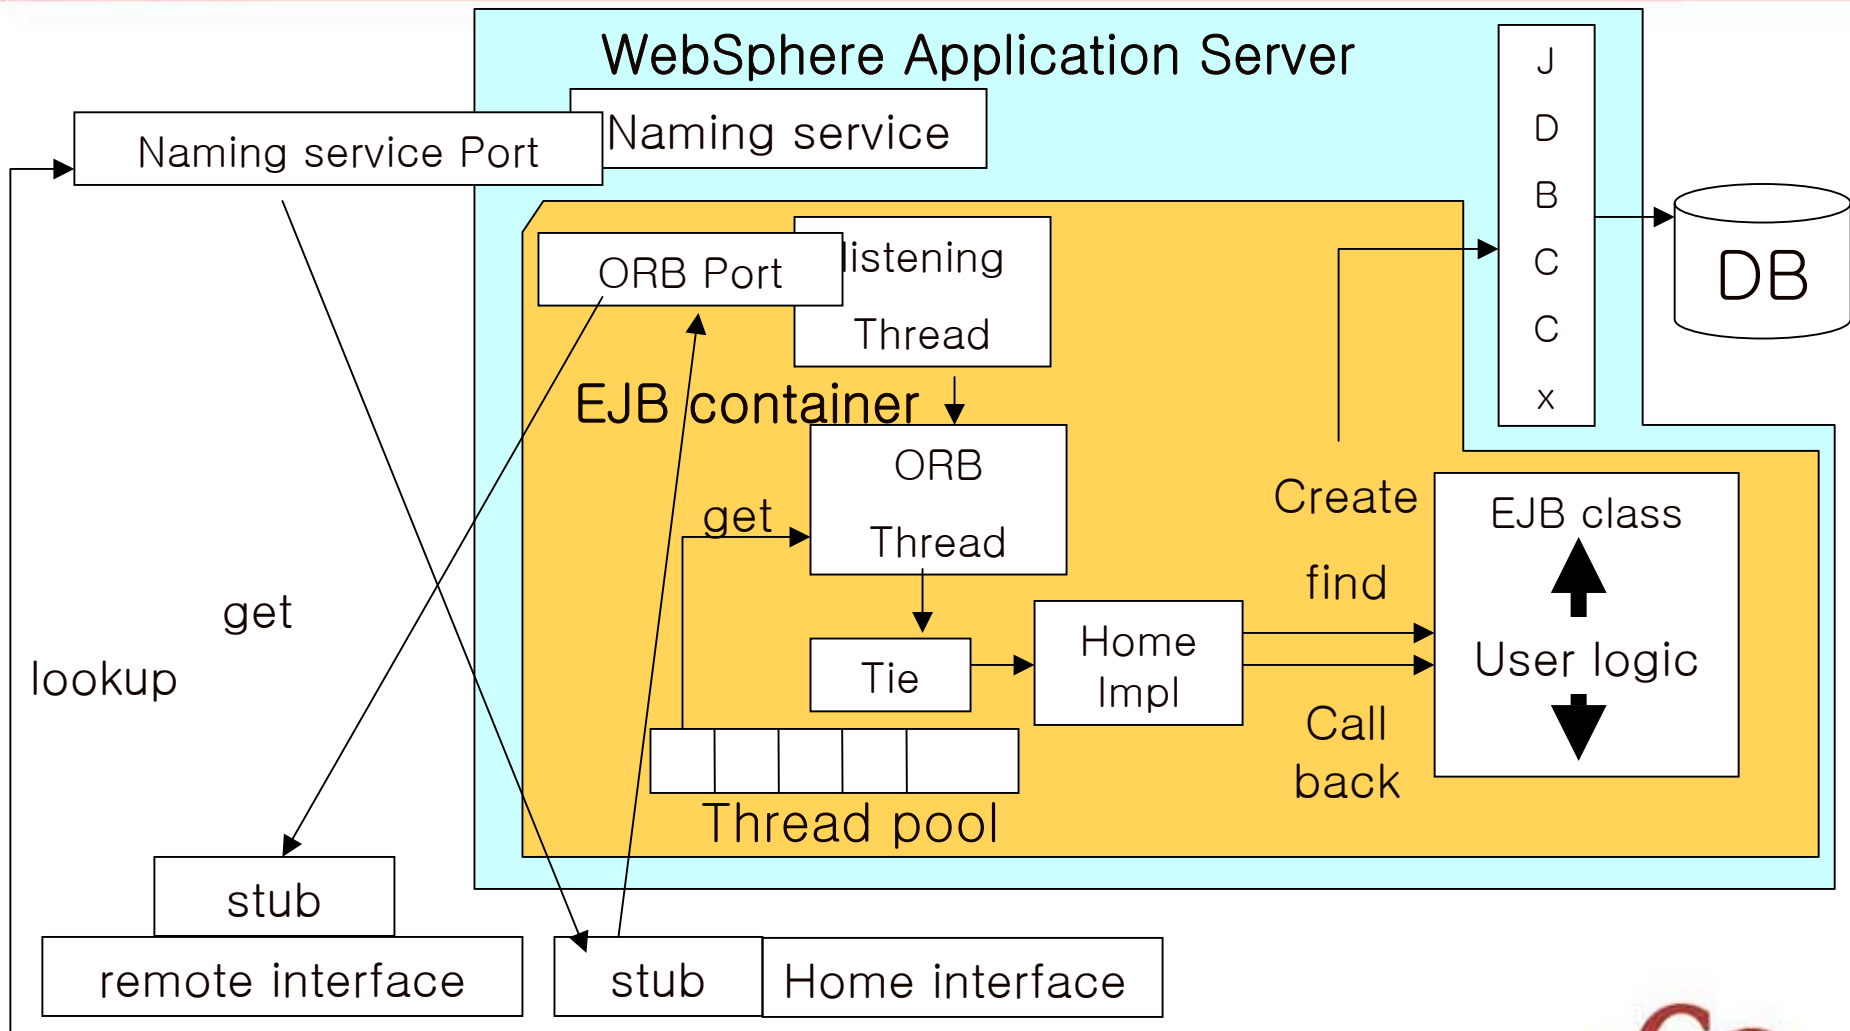 WebSphere Application Server
Naming service
Naming service Port
J
D
B
C
C
x
DB
listening
Thread
ORB Port
EJB container
ORB
Thread
get
Create
find
EJB class
User logic
Home
Impl
Tie
Call
back
Thread pool
get
lookup
stub
remote interface
stub
Home interface